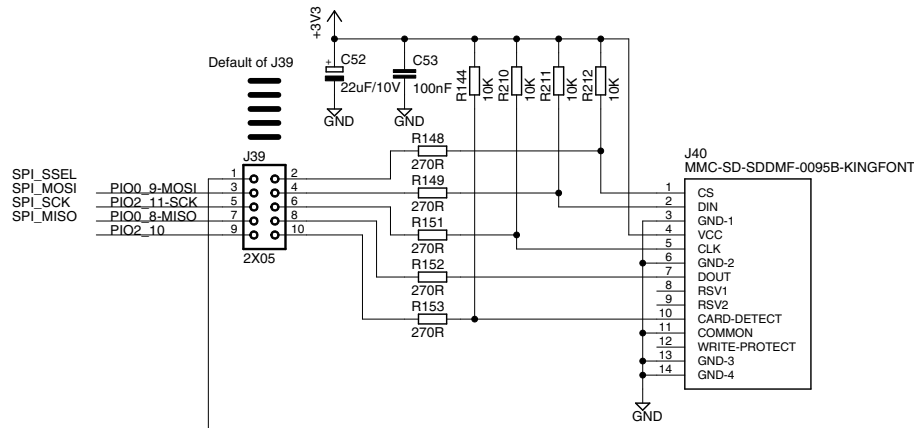 +3V3
Default of J39
+
C52
22uF/10V
GND
C53
100nF
GND
R144
10K
R210
10K
R211
10K
R212
10K
J39
1
2
3
4
5
6
7
8
9
10
2X05
SPI_SSEL
SPI_MOSI
PIO0_9-MOSI
SPI_SCK
PIO2_11-SCK
SPI_MISO
PIO0_8-MISO
PIO2_10
R148
270R
R149
270R
R151
270R
R152
270R
R153
270R
J40
MMC-SD-SDDMF-0095B-KINGFONT
1 CS
2 DIN
3 GND-1
4 VCC
5 CLK
6 GND-2
7 DOUT
8 RSV1
9 RSV2
10 CARD-DETECT
11 COMMON
12 WRITE-PROTECT
13 GND-3
14 GND-4
GND